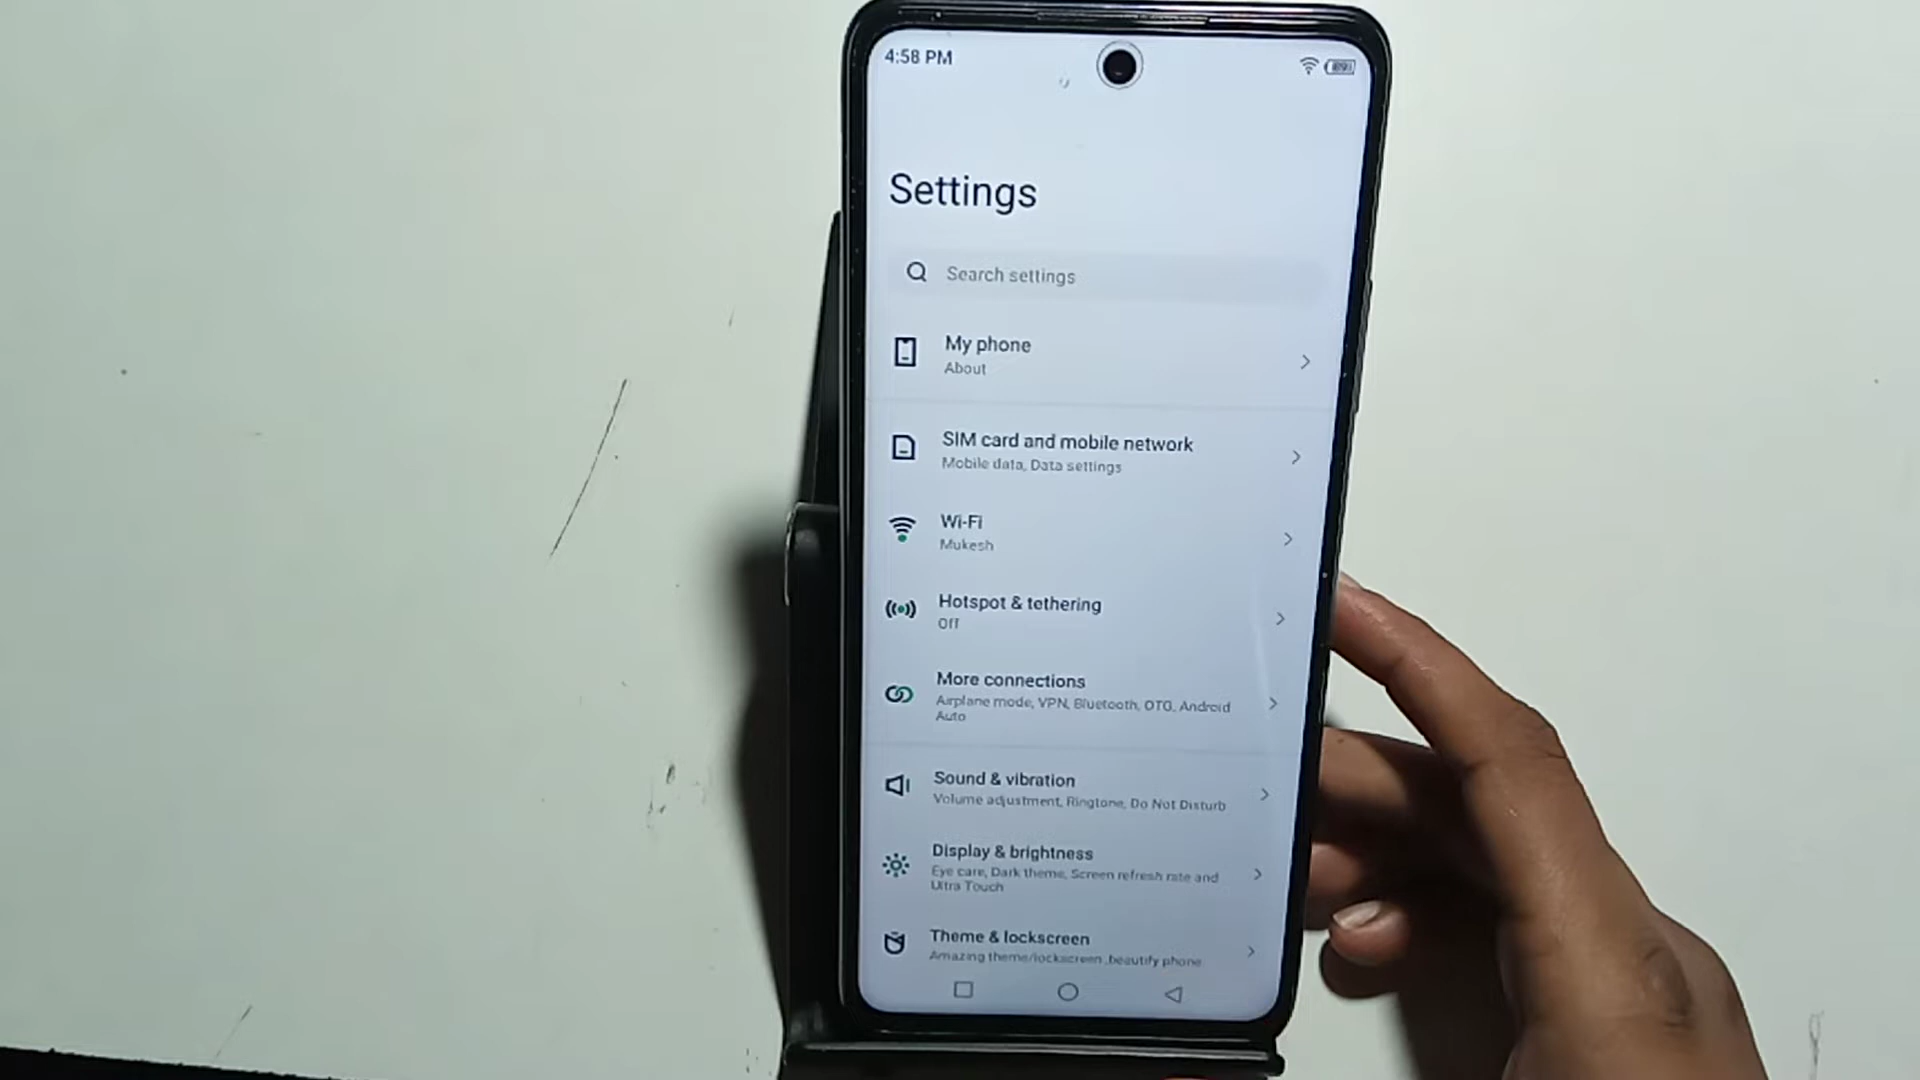 4:58 PM
Settings
Search settings
My phone
About
SIM card and mobile network
Mobile data, Data settings
Wi-Fi
Mukesh
Hotspot & tethering
Off
More connections
Airplane mode, VPN, Bluetooth, OTG, Android
Auto
Sound & vibration
Volume adjustment, Ringtone, Do Not Disturb
Display & brightness
Eye care, Dark theme, Screen refresh rate and
Ultra Touch
Theme & lockscreen
Amazing theme/lockscreen ,beautify phone